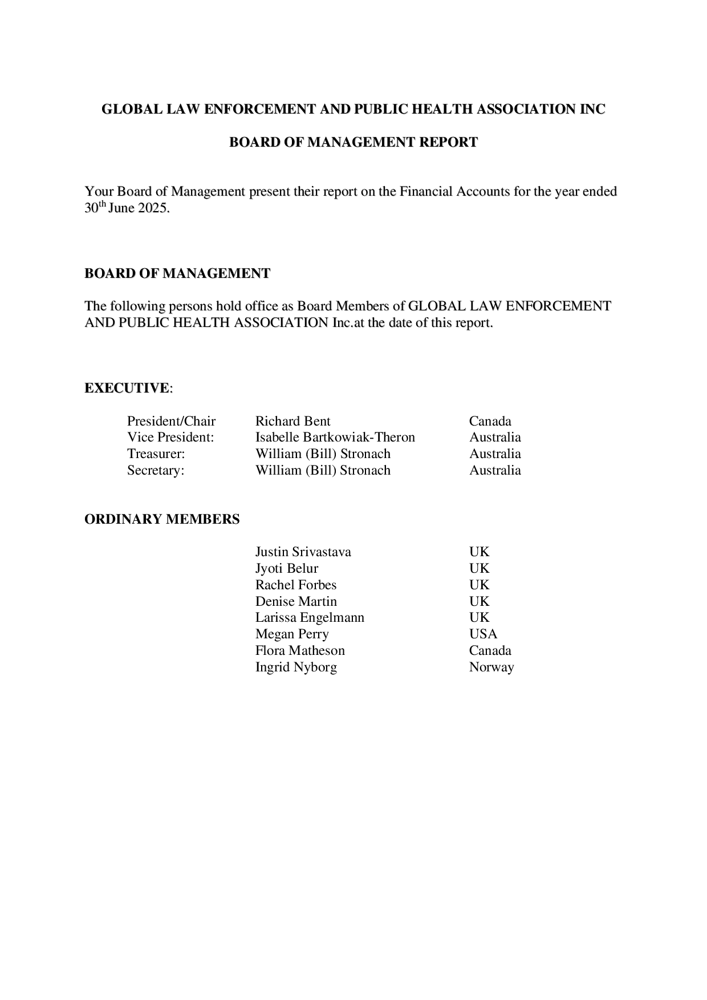 GLOBAL LAW ENFORCEMENT AND PUBLIC HEALTH ASSOCIATION INC
BOARD OF MANAGEMENT REPORT
Your Board of Management present their report on the Financial Accounts for the year ended
30th June 2025.
BOARD OF MANAGEMENT
The following persons hold office as Board Members of GLOBAL LAW ENFORCEMENT
AND PUBLIC HEALTH ASSOCIATION Inc.at the date of this report.
EXECUTIVE:
President/Chair Richard Bent Canada
Vice President: Isabelle Bartkowiak-Theron Australia
Treasurer: William (Bill) Stronach Australia
Secretary: William (Bill) Stronach Australia
ORDINARY MEMBERS
Justin Srivastava UK
Jyoti Belur UK
Rachel Forbes UK
Denise Martin UK
Larissa Engelmann UK
Megan Perry USA
Flora Matheson Canada
Ingrid Nyborg Norway